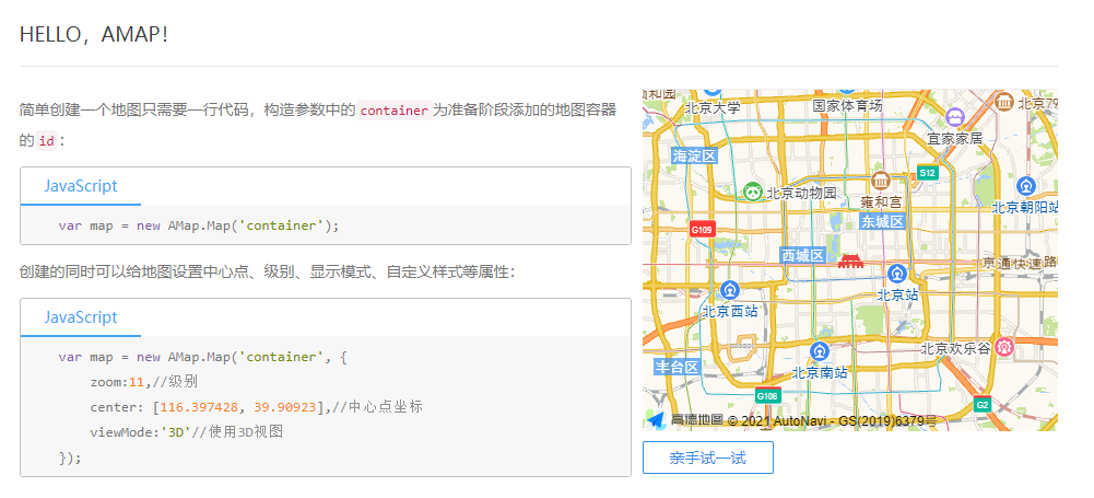 HELLO，AMAP！
简单创建一个地图只需要一行代码，构造参数中的 container 为准备阶段添加的地图容器
的 id ：
JavaScript
var map = new AMap.Map('container');
创建的同时可以给地图设置中心点、级别、显示模式、自定义样式等属性：
JavaScript
var map = new AMap.Map('container', {
zoom:11,//级别
center: [116.397428, 39.90923],//中心点坐标
viewMode:'3D'//使用3D视图
});
颐和园
北京大学
国家体育场
北京79
宜家家居
海淀区
S12
北京动物园
雍和宫
北京朝阳站
东城区
G109
西城区
京通快速路
北京站
北京西站
北京欢乐谷
北京南站
丰台区
G106
G2
高德地图 © 2021 AutoNavi - GS(2019)6379号
亲手试一试